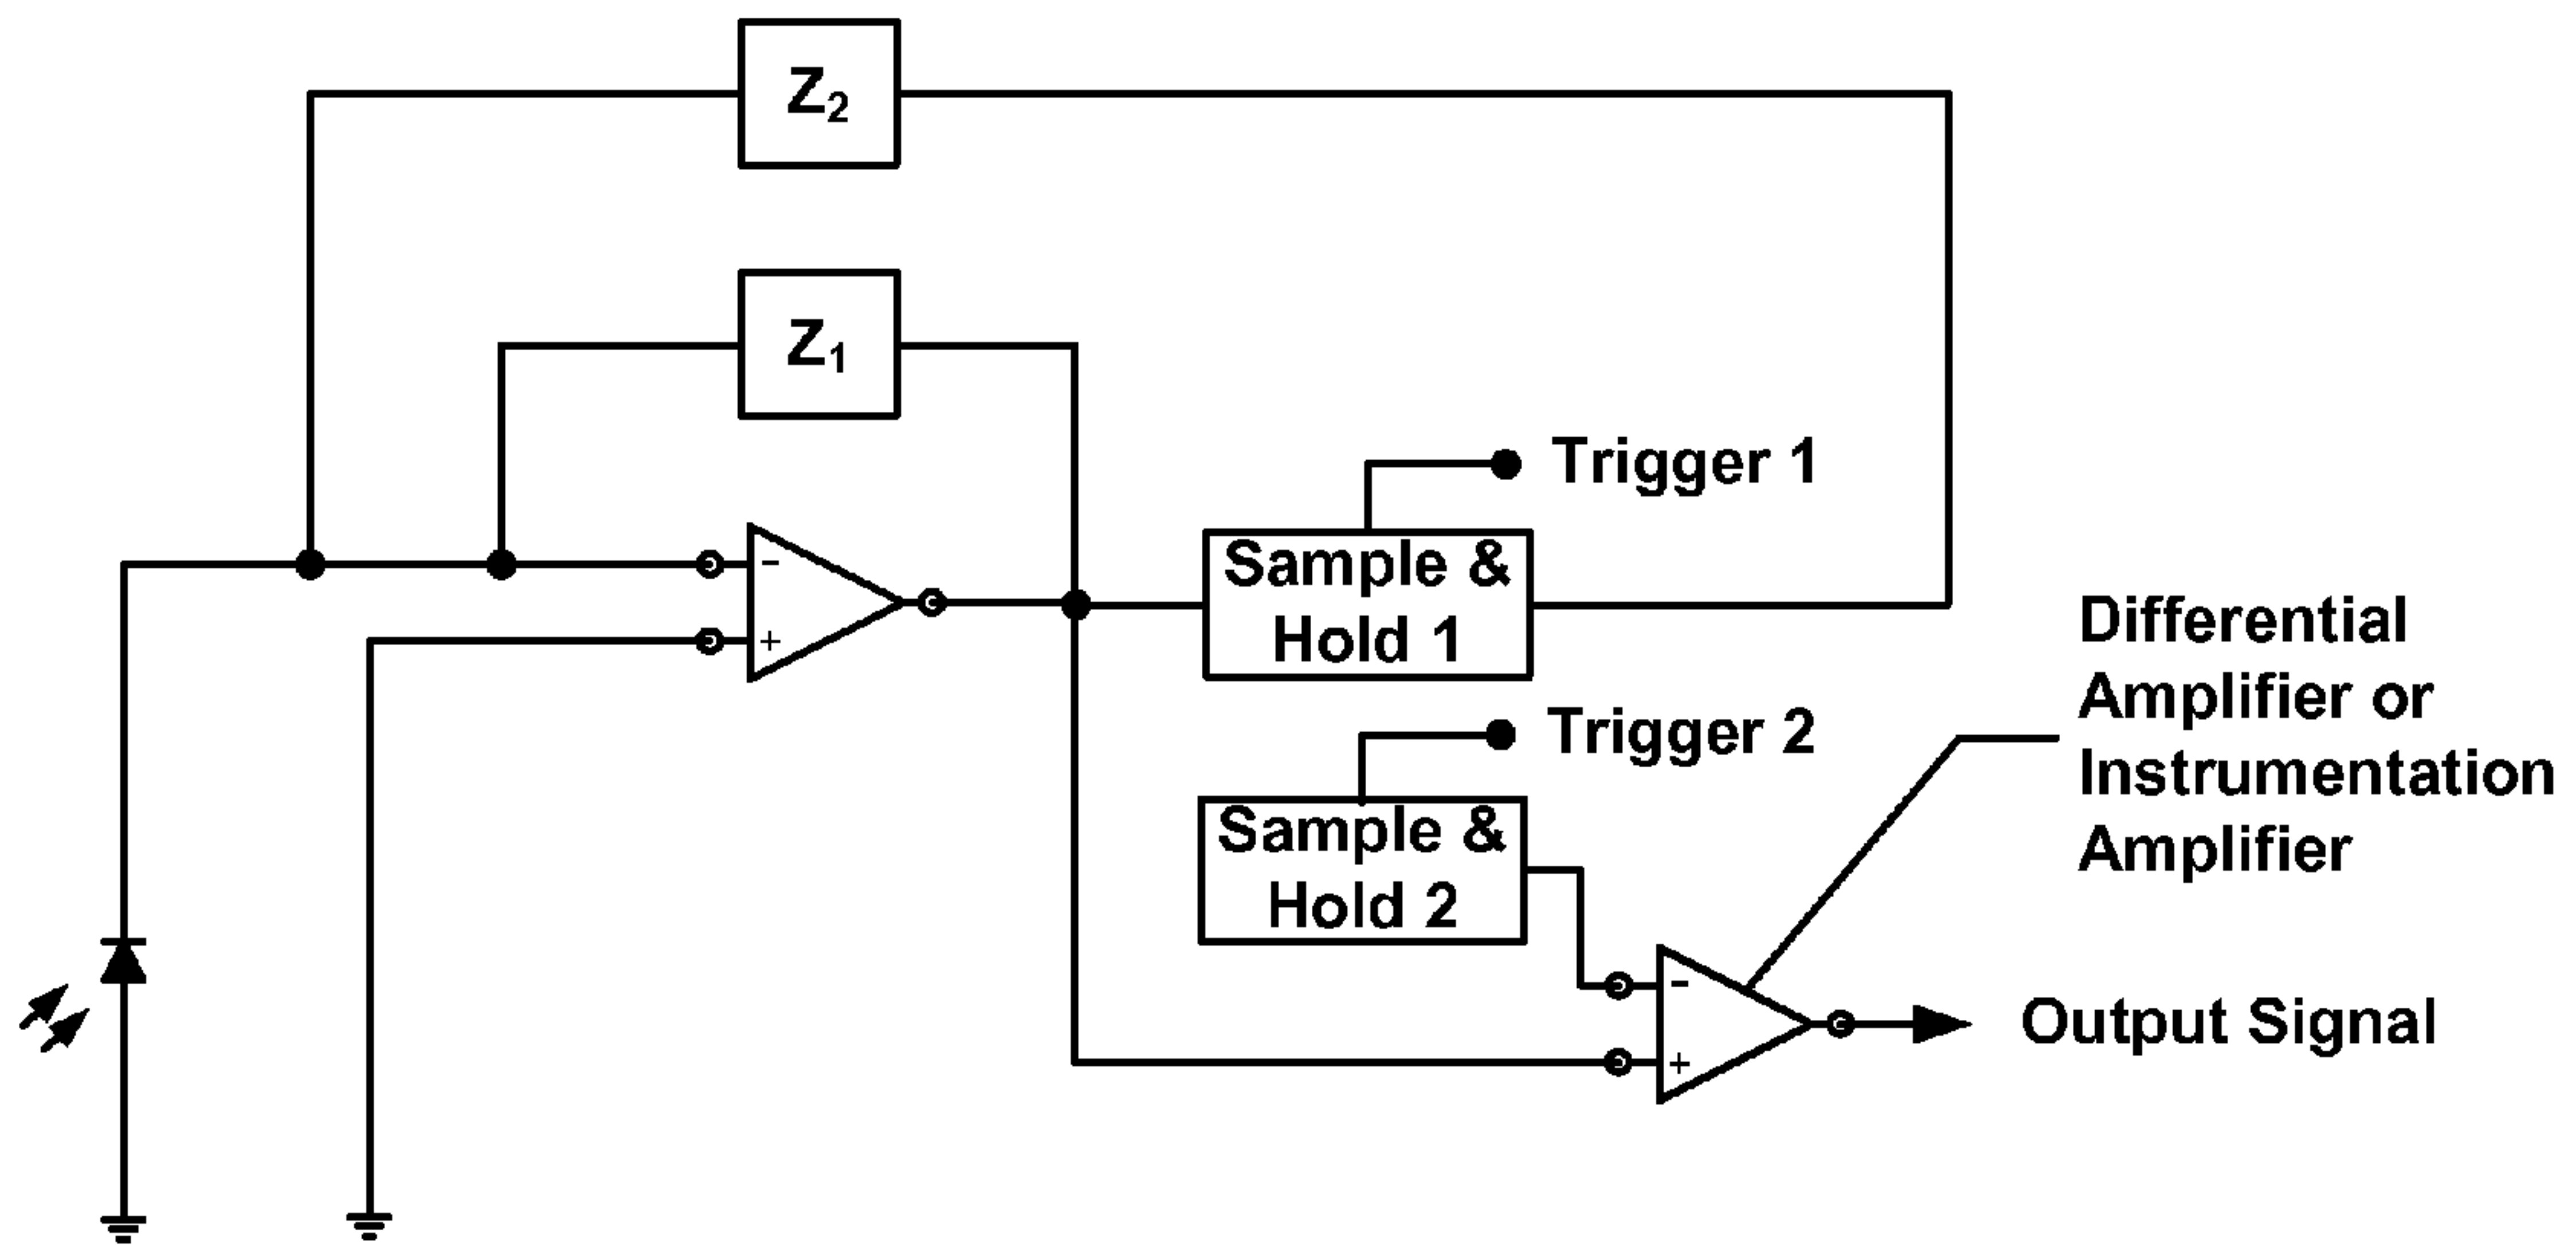 Z2
Z1
Trigger 1
-
+
Sample &
Hold 1
Trigger 2
Sample &
Hold 2
Differential
Amplifier or
Instrumentation
Amplifier
-
+
Output Signal